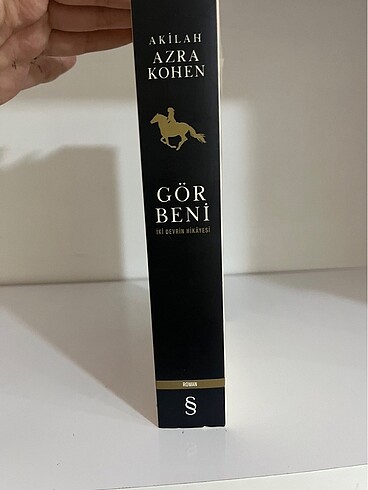 AKİLAH
AZRA
KOHEN
GÖR
BENİ
İKİ DEVRİN HİKÂYESİ
ROMAN